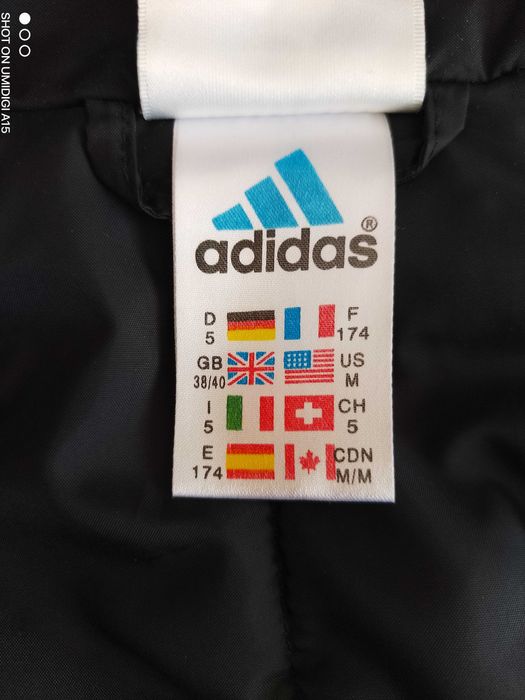 SHOT ON UMIDIGI A15
adidas®
D F
5 174
GB US
38/40 M
I CH
5 5
E CDN
174 M/M